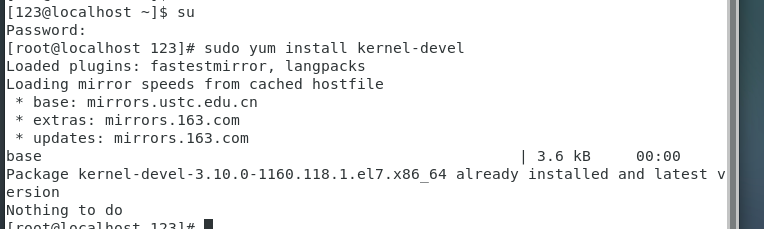 [123@localhost ~]$ su
Password:
[root@localhost 123]# sudo yum install kernel-devel
Loaded plugins: fastestmirror, langpacks
Loading mirror speeds from cached hostfile
 * base: mirrors.ustc.edu.cn
 * extras: mirrors.163.com
 * updates: mirrors.163.com
base                                                     | 3.6 kB     00:00
Package kernel-devel-3.10.0-1160.118.1.el7.x86_64 already installed and latest v
ersion
Nothing to do
[root@localhost 123]#